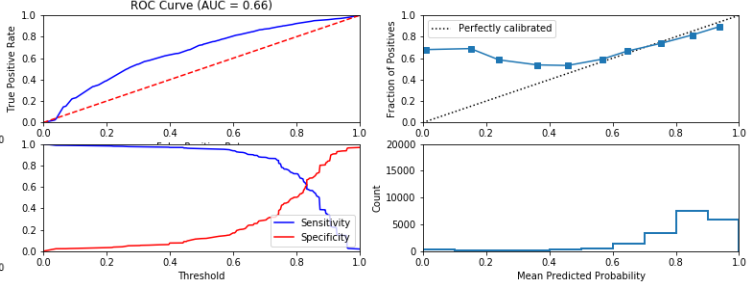 ROC Curve (AUC = 0.66)
True Positive Rate
1.0
0.8
0.6
0.4
0.2
0.0
0.0 0.2 0.4 0.6 0.8 1.0
Fraction of Positives
1.0
0.8
0.6
0.4
0.2
0.0
Perfectly calibrated
0.0 0.2 0.4 0.6 0.8 1.0
0
1.0
0.8
0.6
0.4
0.2
0.0
Sensitivity
Specificity
0.0 0.2 0.4 0.6 0.8 1.0
Threshold
0
Count
20000
15000
10000
5000
0
0.0 0.2 0.4 0.6 0.8 1.0
Mean Predicted Probability